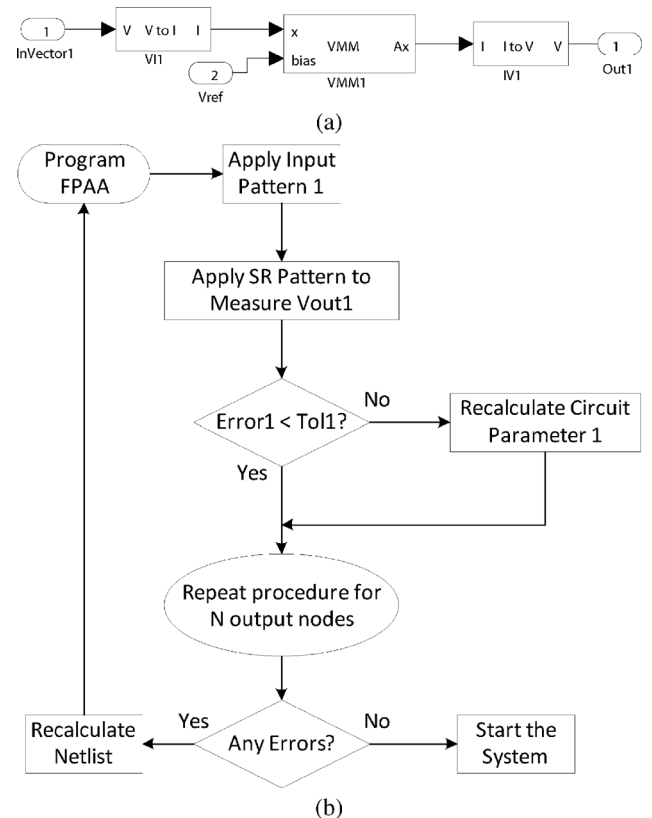 1
InVector1
V V to I I
VI1
2
Vref
x
bias
VMM
Ax
VMM1
I I to V V
IV1
1
Out1
(a)
Program
FPAA
Apply Input
Pattern 1
Apply SR Pattern to
Measure Vout1
Error1 < Tol1?
No
Recalculate Circuit
Parameter 1
Yes
Repeat procedure for
N output nodes
Any Errors?
Yes
Recalculate
Netlist
No
Start the
System
(b)